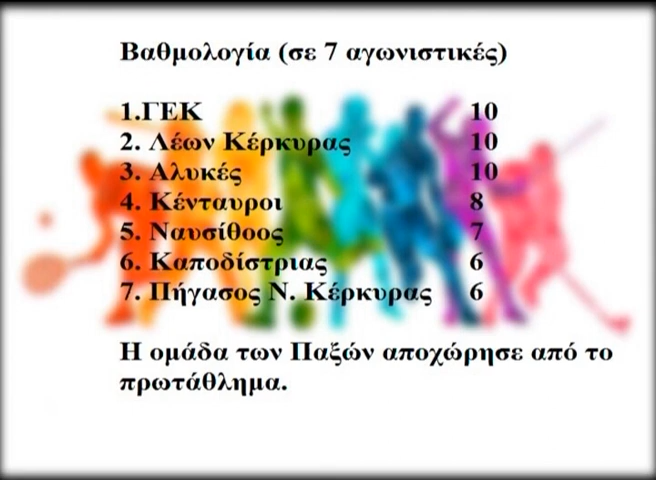 Βαθμολογία (σε 7 αγωνιστικές)
1.ΓΕΚ 10
2. Λέων Κέρκυρας 10
3. Αλυκές 10
4. Κένταυροι 8
5. Ναυσίθοος 7
6. Καποδίστριας 6
7. Πήγασος Ν. Κέρκυρας 6
Η ομάδα των Παξών αποχώρησε από το
πρωτάθλημα.